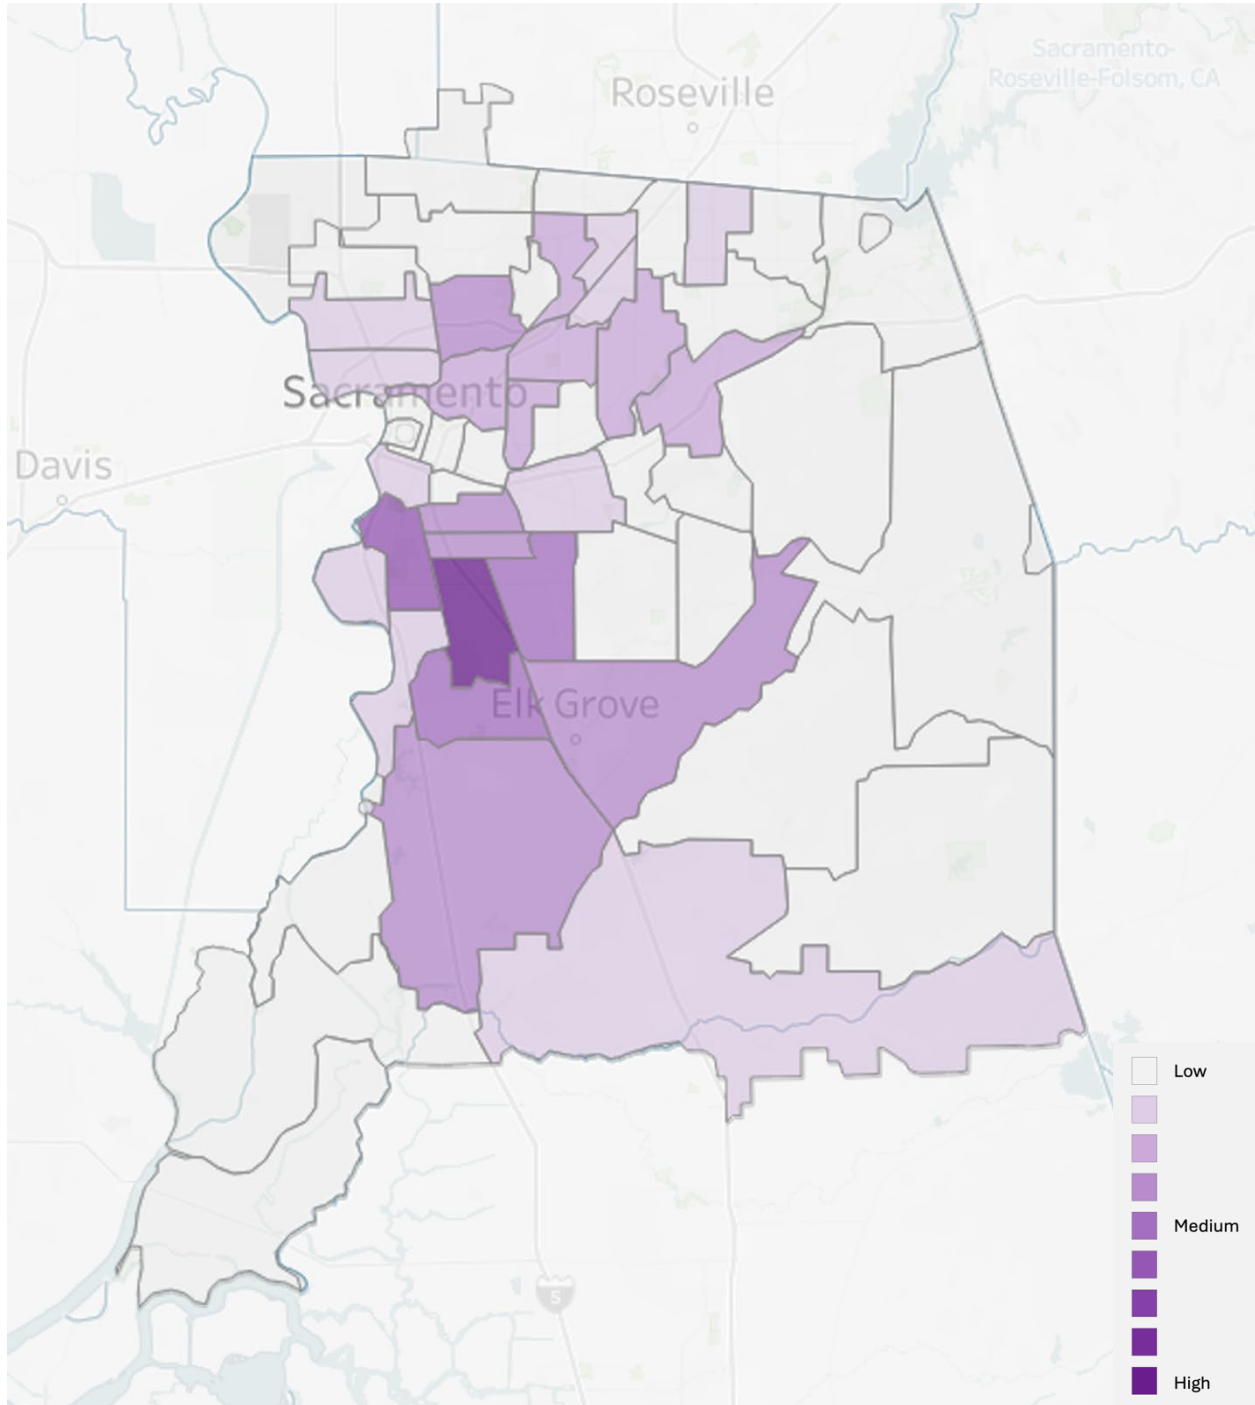 Sacramento-
Roseville-Folsom, CA
Roseville
Sacramento
Davis
Elk Grove
5
Low
Medium
High